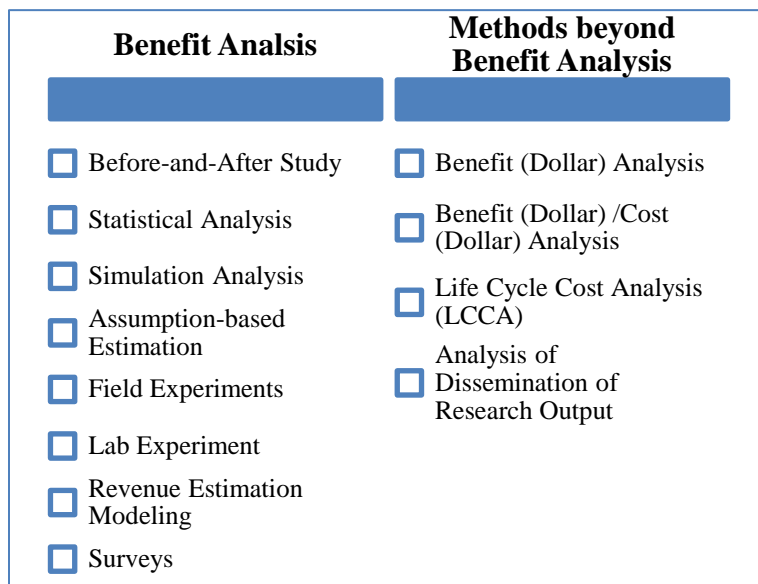 Benefit Analsis
Before-and-After Study
Statistical Analysis
Simulation Analysis
Assumption-based
Estimation
Field Experiments
Lab Experiment
Revenue Estimation
Modeling
Surveys
Methods beyond
Benefit Analysis
Benefit (Dollar) Analysis
Benefit (Dollar) /Cost
(Dollar) Analysis
Life Cycle Cost Analysis
(LCCA)
Analysis of
Dissemination of
Research Output